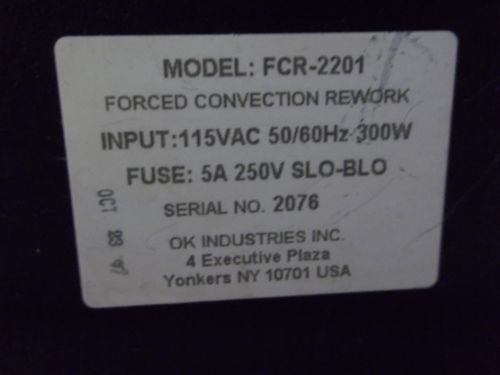 MODEL: FCR-2201
FORCED CONVECTION REWORK
INPUT:115VAC 50/60Hz 300W
FUSE: 5A 250V SLO-BLO
SERIAL NO. 2076
OK INDUSTRIES INC.
4 Executive Plaza
Yonkers NY 10701 USA
OCT